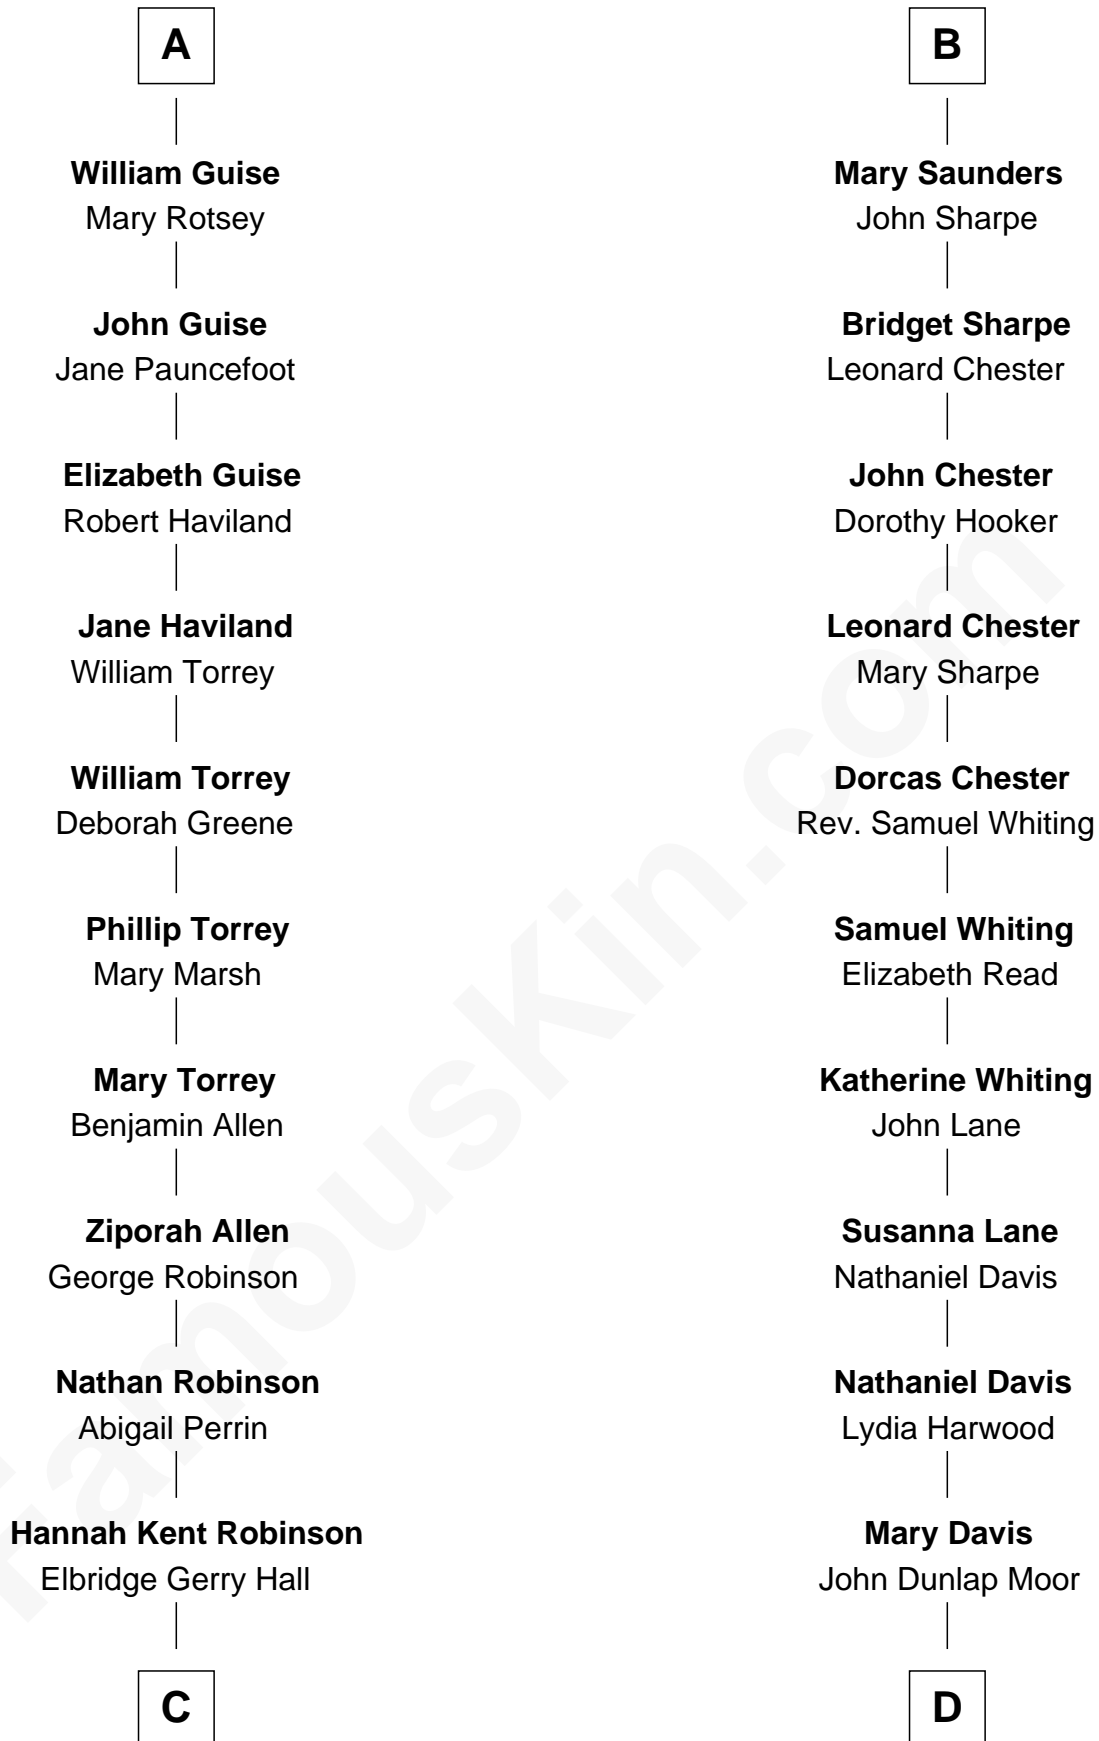 A
William Guise
Mary Rotsey
John Guise
Jane Pauncefoot
Elizabeth Guise
Robert Haviland
Jane Haviland
William Torrey
William Torrey
Deborah Greene
Phillip Torrey
Mary Marsh
Mary Torrey
Benjamin Allen
Ziporah Allen
George Robinson
Nathan Robinson
Abigail Perrin
Hannah Kent Robinson
Elbridge Gerry Hall
C
B
Mary Saunders
John Sharpe
Bridget Sharpe
Leonard Chester
John Chester
Dorothy Hooker
Leonard Chester
Mary Sharpe
Dorcas Chester
Rev. Samuel Whiting
Samuel Whiting
Elizabeth Read
Katherine Whiting
John Lane
Susanna Lane
Nathaniel Davis
Nathaniel Davis
Lydia Harwood
Mary Davis
John Dunlap Moor
D
FamousKin.com